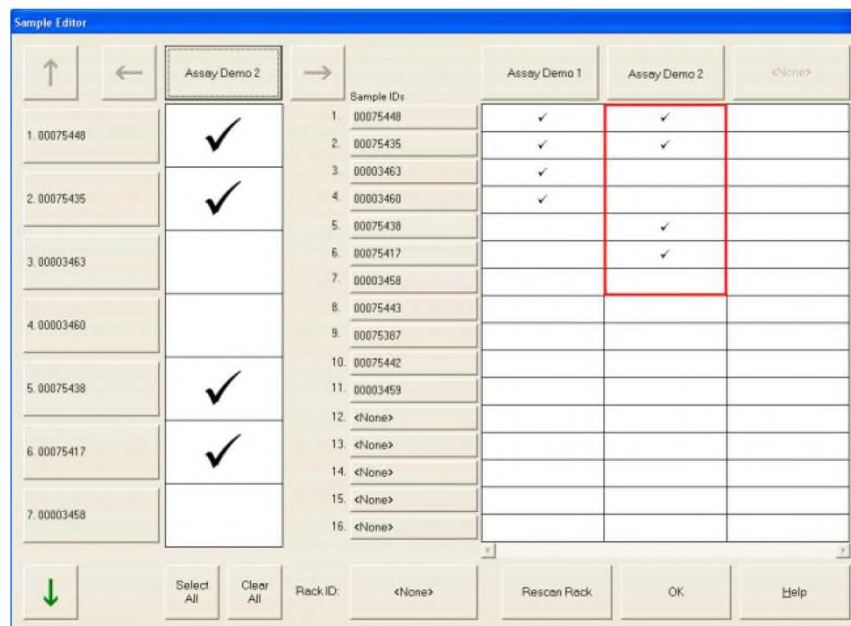 Sample Editor
Assay Demo 2
Sample IDs
Assay Demo 1
Assay Demo 2
<None>
1. 00075448
2. 00075435
3. 00003463
4. 00003460
5. 00075438
6. 00075417
7. 00003458
1. 00075448
2. 00075435
3. 00003463
4. 00003460
5. 00075438
6. 00075417
7. 00003458
8. 00075443
9. 00075387
10. 00075442
11. 00003459
12. <None>
13. <None>
14. <None>
15. <None>
16. <None>
Select All
Clear All
Rack ID:
<None>
Rescan Rack
OK
Help